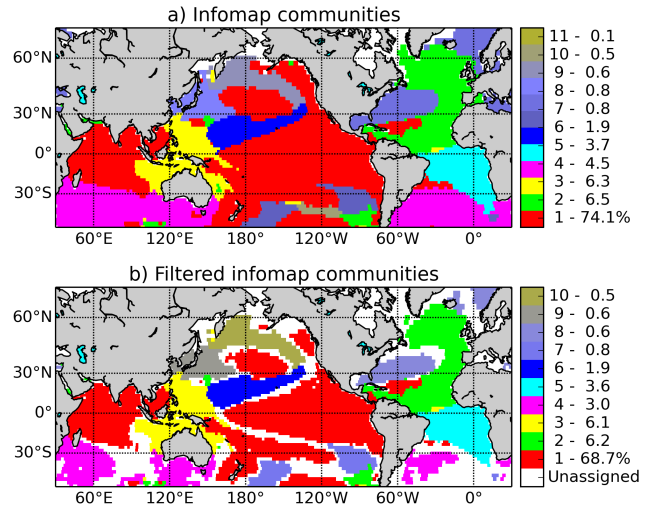 a) Infomap communities
60°N
30°N
0°
30°S
60°E
120°E
180°
120°W
60°W
0°
11 - 0.1
10 - 0.5
9 - 0.6
8 - 0.7
7 - 0.8
6 - 1.9
5 - 3.7
4 - 4.5
3 - 6.3
2 - 6.5
1 - 74.1%
b) Filtered infomap communities
60°N
30°N
0°
30°S
60°E
120°E
180°
120°W
60°W
0°
10 - 0.5
9 - 0.6
8 - 0.6
7 - 0.8
6 - 1.9
5 - 3.6
4 - 3.0
3 - 6.1
2 - 6.2
1 - 68.7%
Unassigned